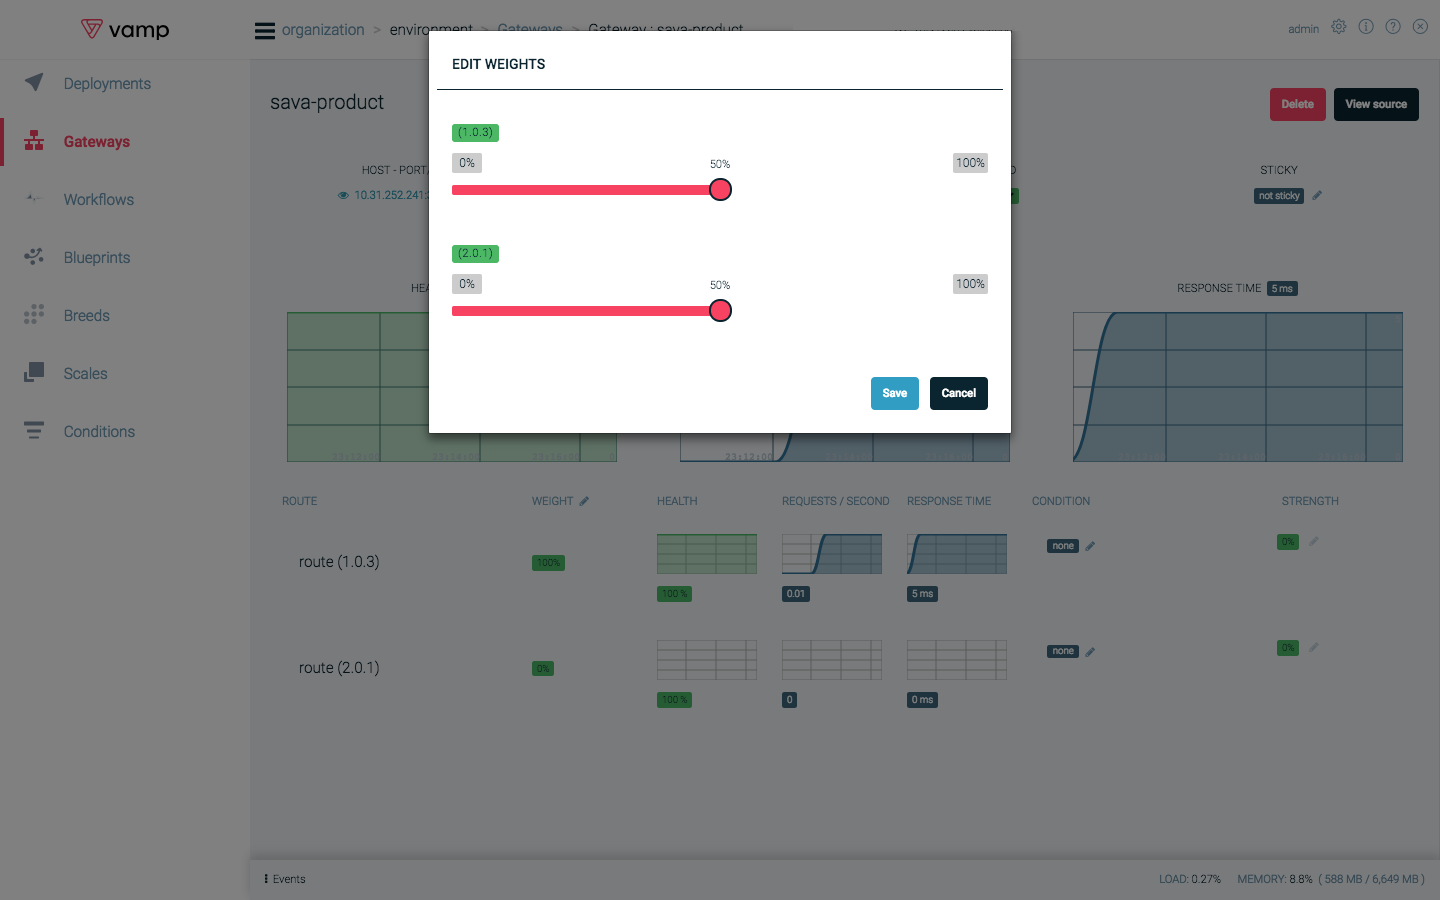 vamp
organization > environment > Gateways > Gateway : sava-product
admin
EDIT WEIGHTS
Deployments
sava-product
Delete
View source
Gateways
(1.0.3)
0%
50%
100%
HOST - PORT/
STICKY
10.31.252.241:
not sticky
Workflows
(2.0.1)
0%
50%
100%
Blueprints
HEA
RESPONSE TIME 5 ms
Breeds
Scales
Save
Cancel
Conditions
23:12:00
ROUTE
WEIGHT
HEALTH
REQUESTS / SECOND
RESPONSE TIME
CONDITION
STRENGTH
route (1.0.3)
100%
none
0%
100 %
0.01
5 ms
route (2.0.1)
0%
none
0%
100 %
0
0 ms
Events
LOAD: 0.27%
MEMORY: 8.8% ( 588 MB / 6,649 MB )